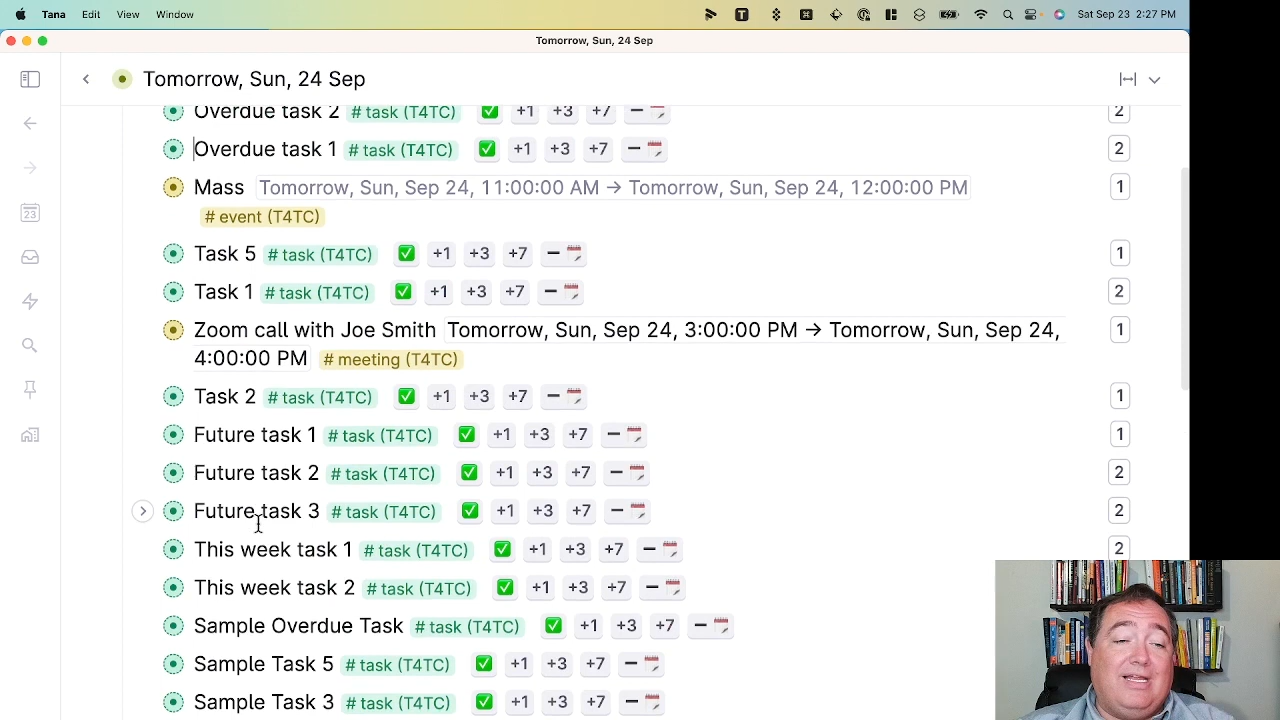 Tana Edit View Window Sat Sep 23 2:27 PM
Tomorrow, Sun, 24 Sep
Tomorrow, Sun, 24 Sep
Overdue task 2 # task (T4TC) ✅ +1 +3 +7 – 2
Overdue task 1 # task (T4TC) ✅ +1 +3 +7 – 2
Mass Tomorrow, Sun, Sep 24, 11:00:00 AM → Tomorrow, Sun, Sep 24, 12:00:00 PM 1
# event (T4TC)
Task 5 # task (T4TC) ✅ +1 +3 +7 – 1
Task 1 # task (T4TC) ✅ +1 +3 +7 – 2
Zoom call with Joe Smith Tomorrow, Sun, Sep 24, 3:00:00 PM → Tomorrow, Sun, Sep 24, 1
4:00:00 PM # meeting (T4TC)
Task 2 # task (T4TC) ✅ +1 +3 +7 – 1
23
Future task 1 # task (T4TC) ✅ +1 +3 +7 – 1
Future task 2 # task (T4TC) ✅ +1 +3 +7 – 2
Future task 3 # task (T4TC) ✅ +1 +3 +7 – 2
This week task 1 # task (T4TC) ✅ +1 +3 +7 – 2
This week task 2 # task (T4TC) ✅ +1 +3 +7 –
Sample Overdue Task # task (T4TC) ✅ +1 +3 +7 –
Sample Task 5 # task (T4TC) ✅ +1 +3 +7 –
Sample Task 3 # task (T4TC) ✅ +1 +3 +7 –